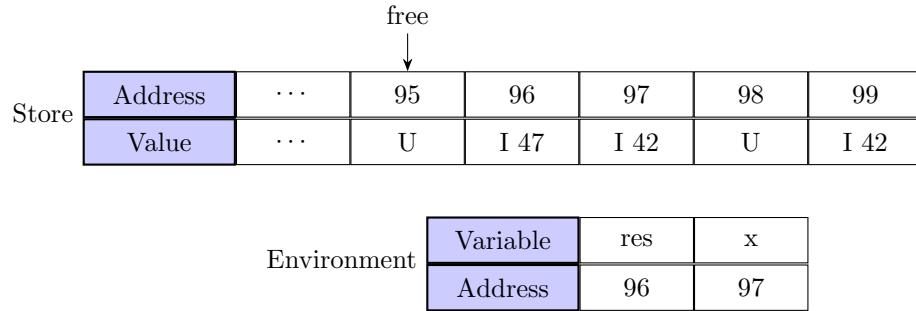 free
Store Address ··· 95 96 97 98 99
Value ··· U I 47 I 42 U I 42
Environment Variable res x
Address 96 97